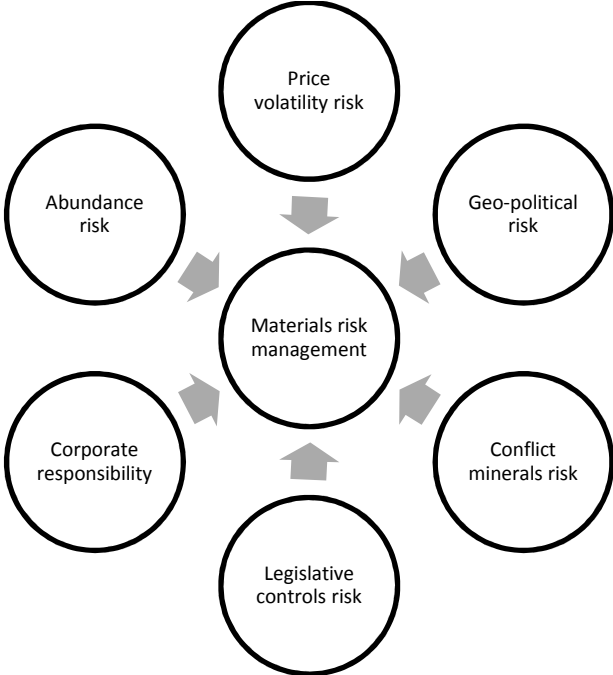 Price
volatility risk
Abundance
risk
Geo-political
risk
Materials risk
management
Corporate
responsibility
Conflict
minerals risk
Legislative
controls risk